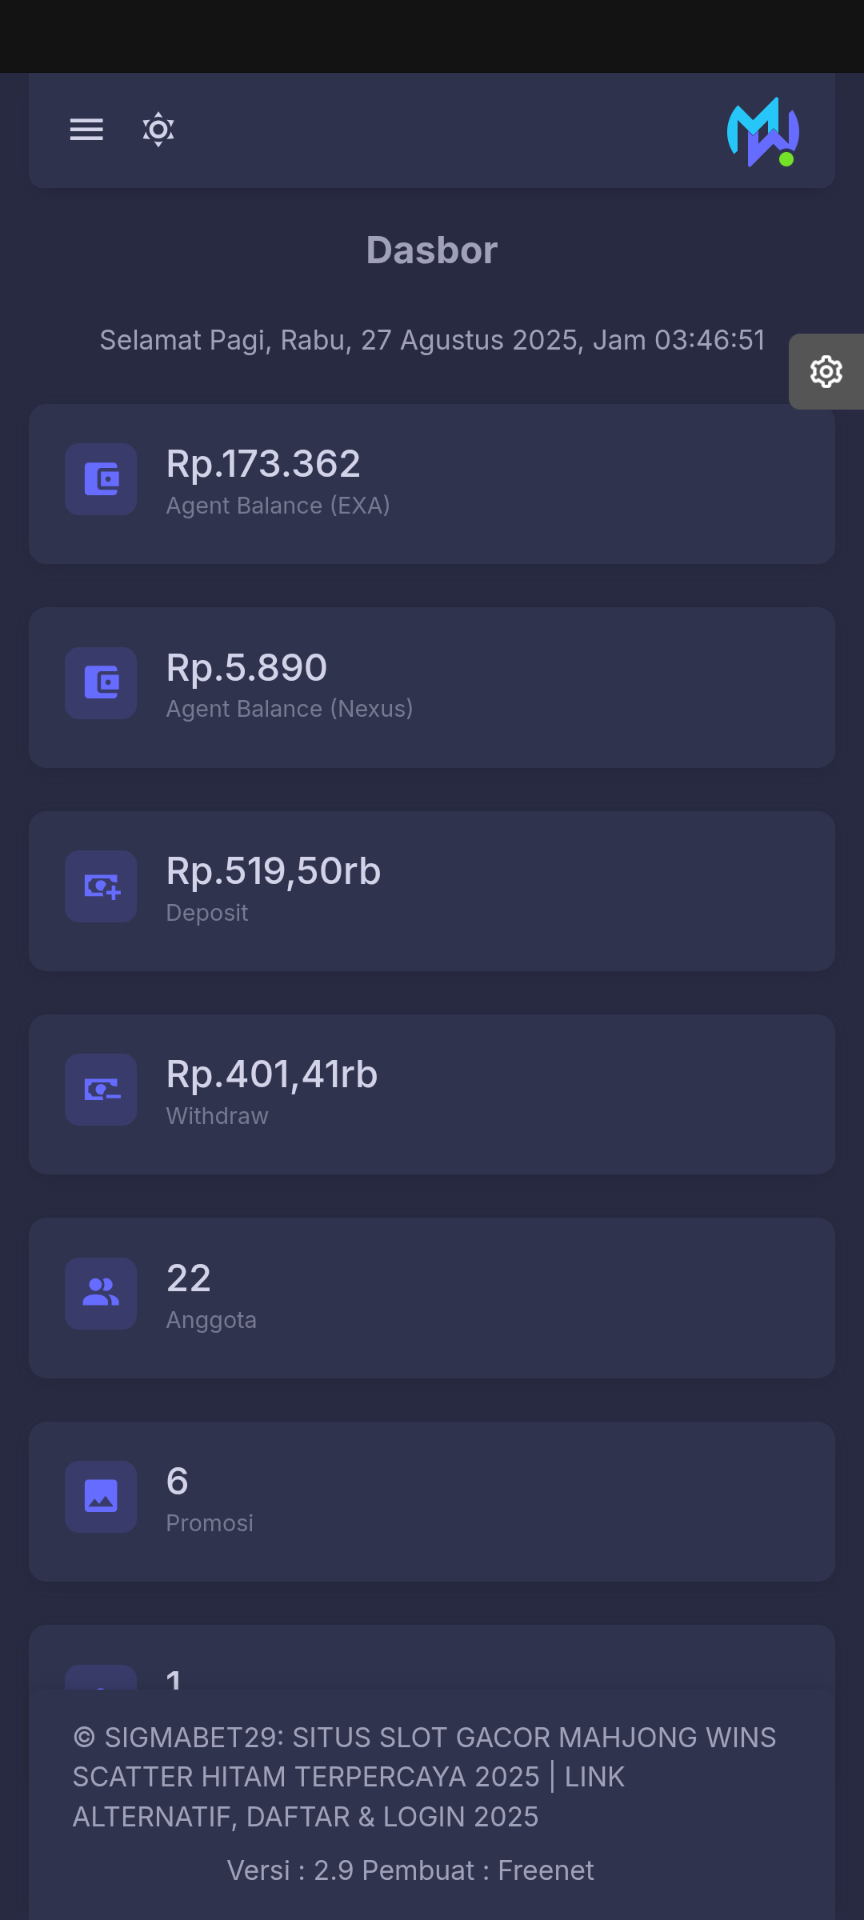 Dasbor
Selamat Pagi, Rabu, 27 Agustus 2025, Jam 03:46:51
Rp.173.362
Agent Balance (EXA)
Rp.5.890
Agent Balance (Nexus)
Rp.519,50rb
Deposit
Rp.401,41rb
Withdraw
22
Anggota
6
Promosi
1
© SIGMABET29: SITUS SLOT GACOR MAHJONG WINS
SCATTER HITAM TERPERCAYA 2025 | LINK
ALTERNATIF, DAFTAR & LOGIN 2025
Versi : 2.9 Pembuat : Freenet